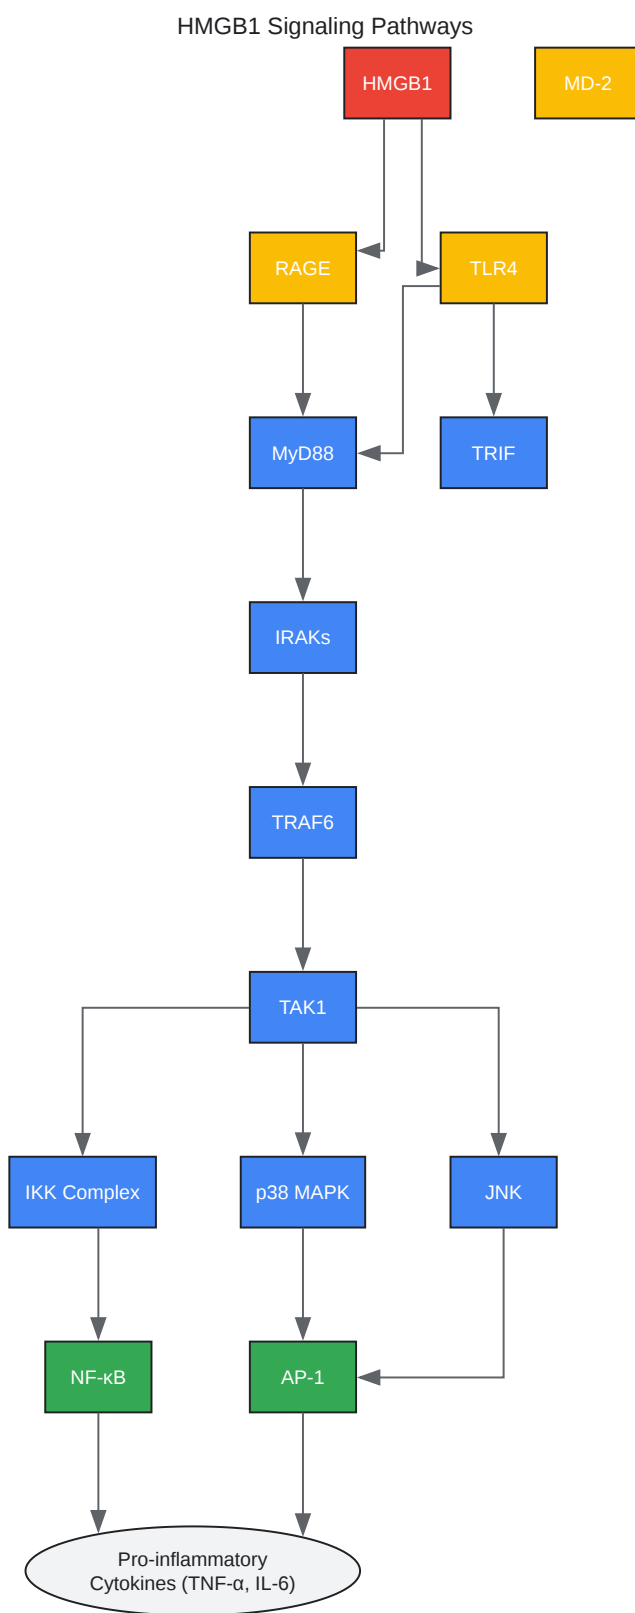 HMGB1 Signaling Pathways
HMGB1
MD-2
RAGE
TLR4
MyD88
TRIF
IRAKs
TRAF6
TAK1
IKK Complex
p38 MAPK
JNK
NF-κB
AP-1
Pro-inflammatory
Cytokines (TNF-α, IL-6)